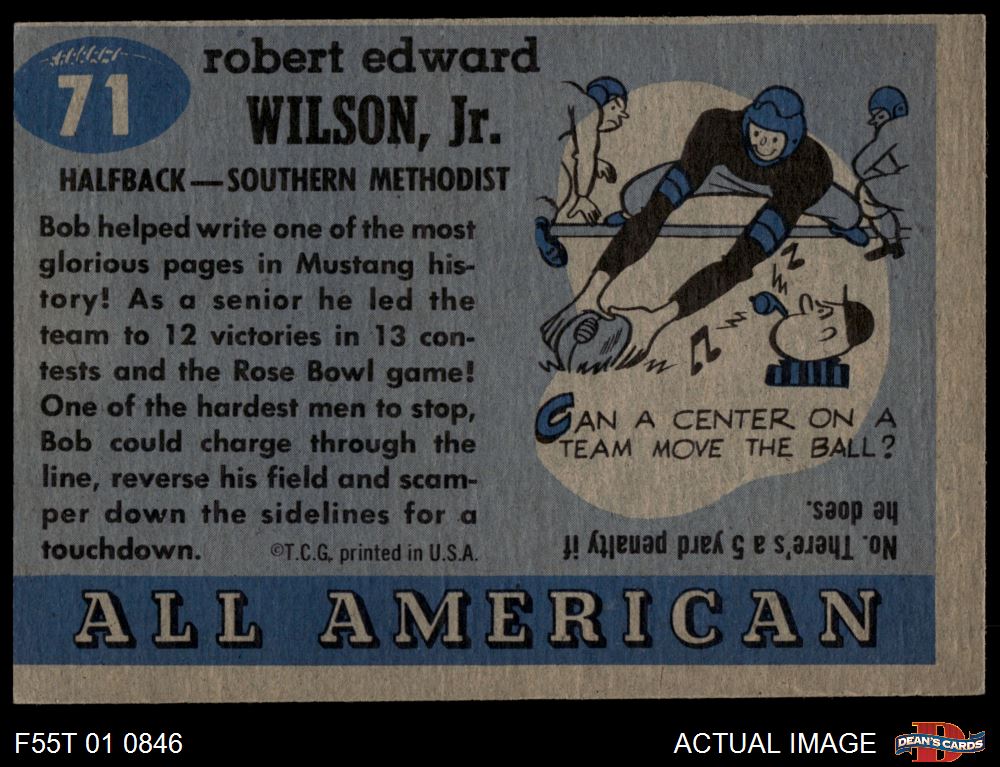 71
robert edward
WILSON, Jr.
HALFBACK—SOUTHERN METHODIST
Bob helped write one of the most
glorious pages in Mustang his-
tory! As a senior he led the
team to 12 victories in 13 con-
tests and the Rose Bowl game!
One of the hardest men to stop,
Bob could charge through the
line, reverse his field and scam-
per down the sidelines for a
touchdown.
©T.C.G. printed in U.S.A.
CAN A CENTER ON A
TEAM MOVE THE BALL?
No. There's a 5 yard penalty if
he does.
ALL AMERICAN
F55T 01 0846
ACTUAL IMAGE
D
DEAN'S CARDS